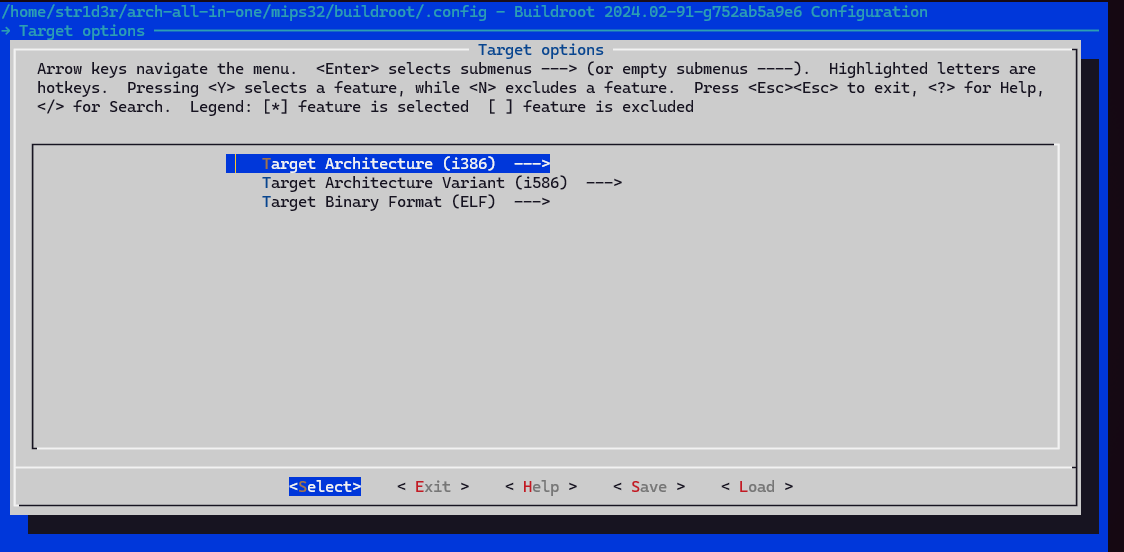 /home/str1d3r/arch-all-in-one/mips32/buildroot/.config - Buildroot 2024.02-91-g752ab5a9e6 Configuration
→ Target options
Target options
Arrow keys navigate the menu.  <Enter> selects submenus ---> (or empty submenus ----).  Highlighted letters are
hotkeys.  Pressing <Y> selects a feature, while <N> excludes a feature.  Press <Esc><Esc> to exit, <?> for Help,
</> for Search.  Legend: [*] feature is selected  [ ] feature is excluded
Target Architecture (i386)  --->
Target Architecture Variant (i586)  --->
Target Binary Format (ELF)  --->
<Select>    < Exit >    < Help >    < Save >    < Load >